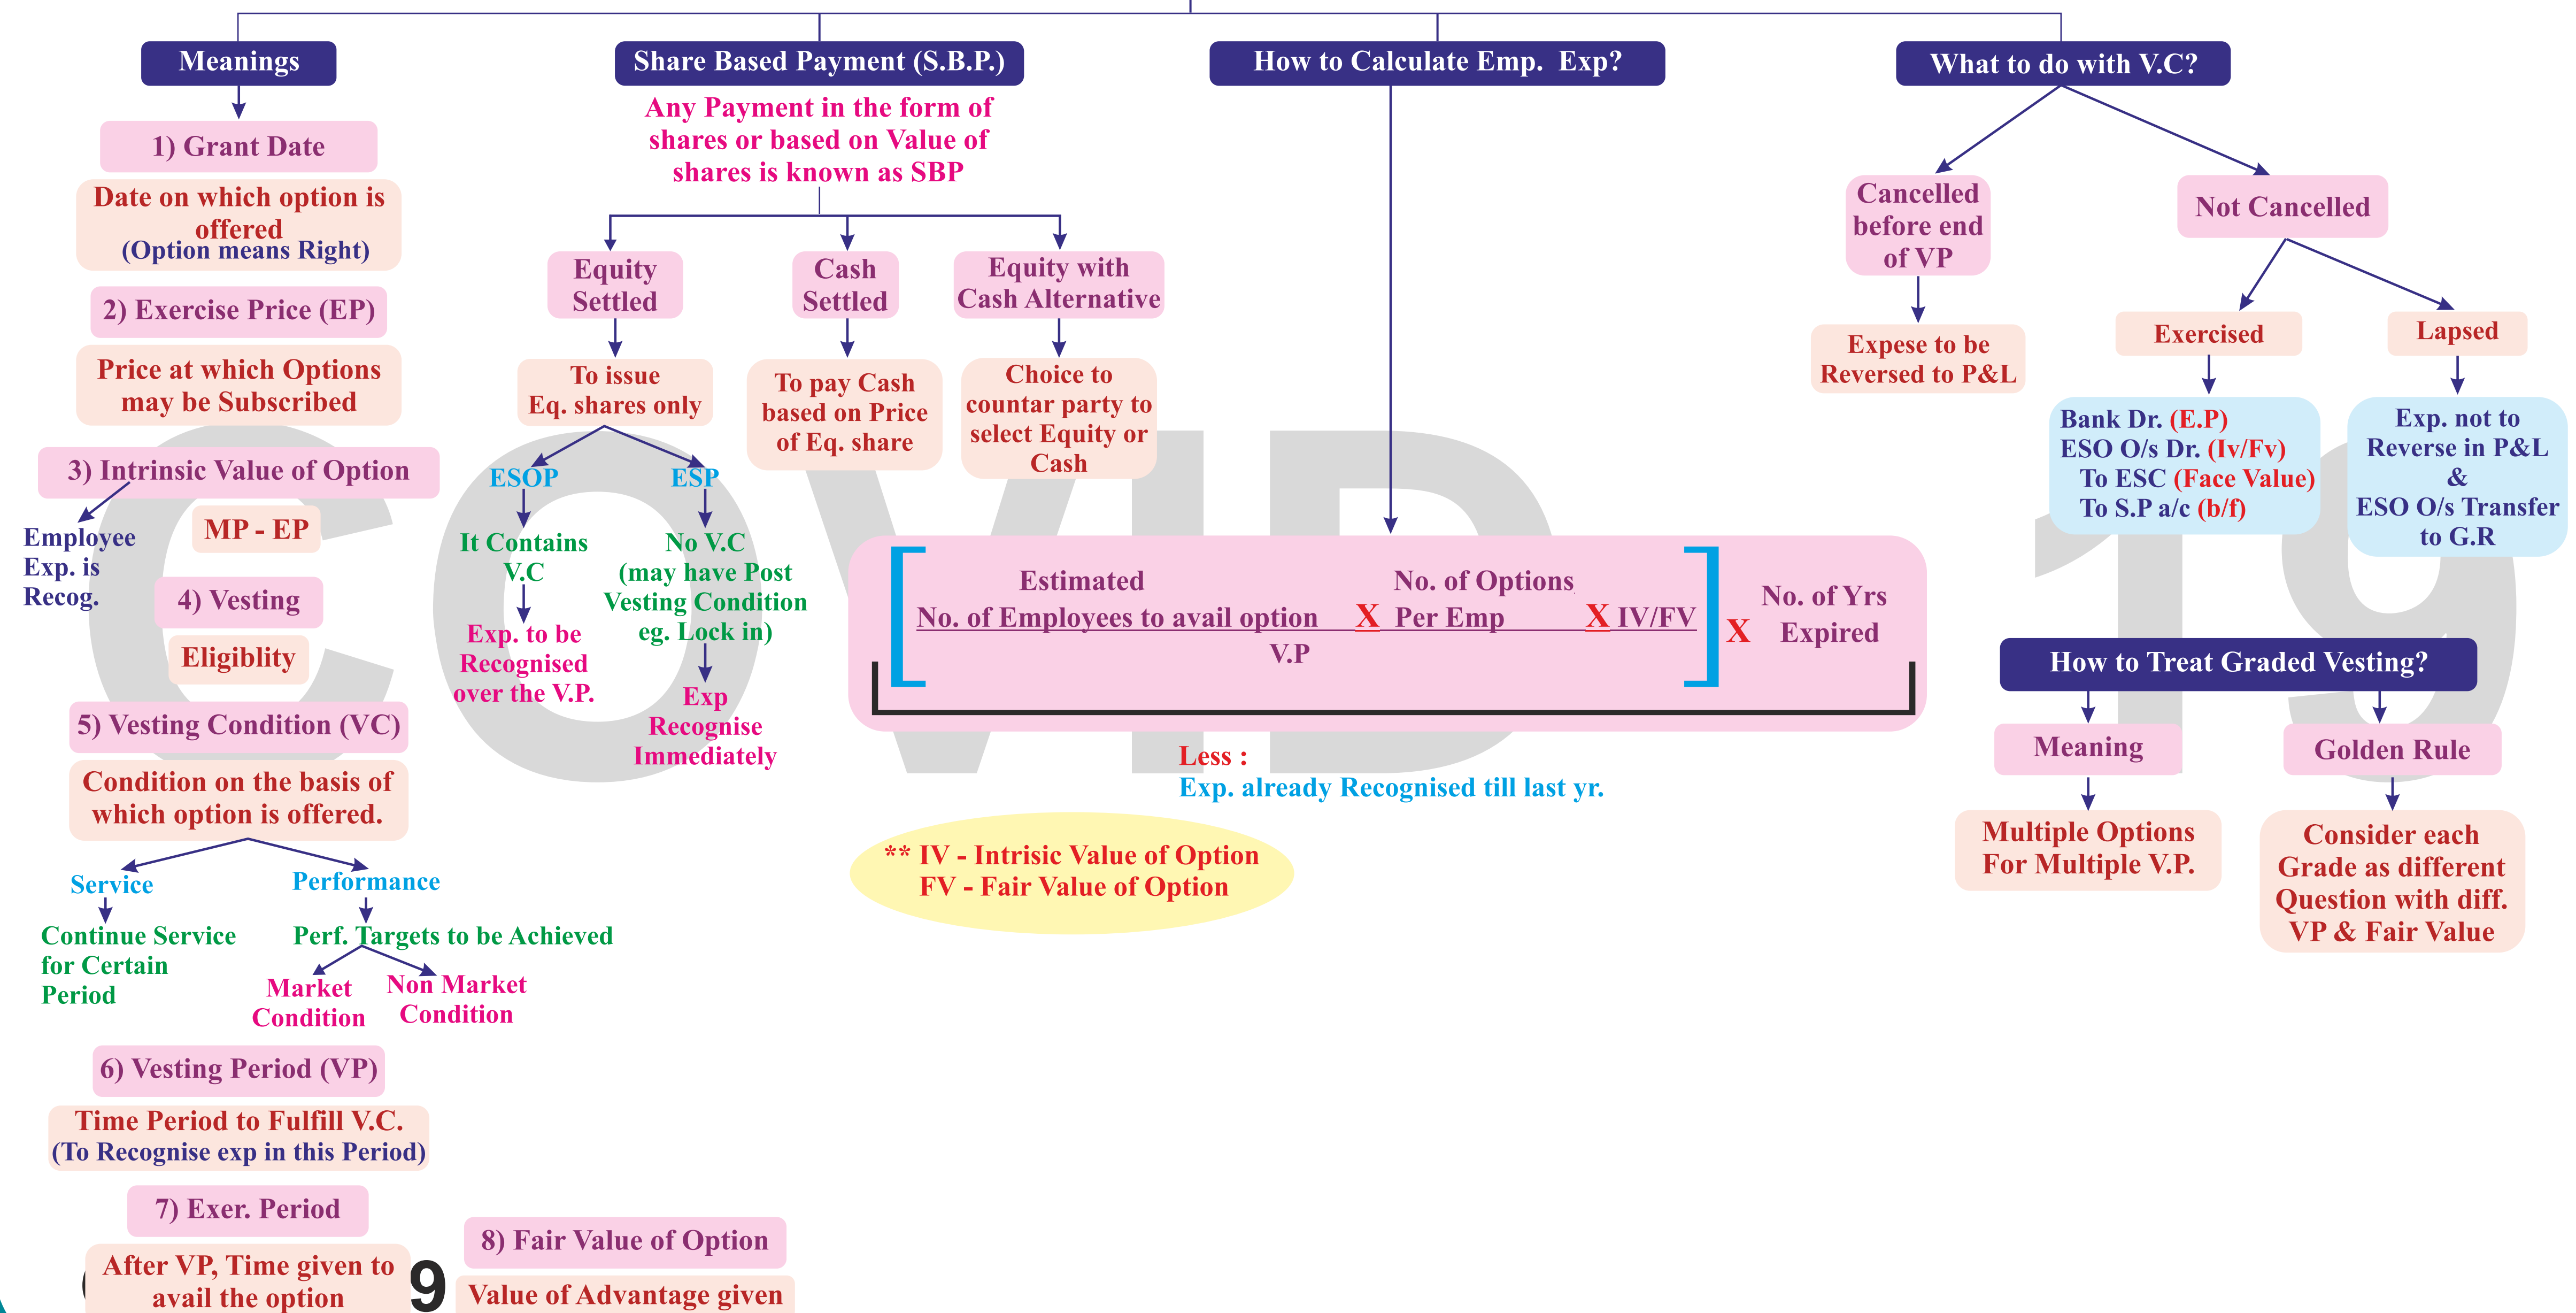 Meanings
1) Grant Date
Date on which option is
offered
(Option means Right)
2) Exercise Price (EP)
Price at which Options
may be Subscribed
3) Intrinsic Value of Option
Employee
Exp. is
Recog.
MP - EP
4) Vesting
Eligiblity
5) Vesting Condition (VC)
Condition on the basis of
which option is offered.
Service
Continue Service
for Certain
Period
Performance
Perf. Targets to be Achieved
Market
Condition
Non Market
Condition
6) Vesting Period (VP)
Time Period to Fulfill V.C.
(To Recognise exp in this Period)
7) Exer. Period
After VP, Time given to
avail the option
8) Fair Value of Option
Value of Advantage given
Share Based Payment (S.B.P.)
Any Payment in the form of
shares or based on Value of
shares is known as SBP
Equity
Settled
To issue
Eq. shares only
ESOP
It Contains
V.C
Exp. to be
Recognised
over the V.P.
ESP
No V.C
(may have Post
Vesting Condition
eg. Lock in)
Exp
Recognise
Immediately
Cash
Settled
To pay Cash
based on Price
of Eq. share
Equity with
Cash Alternative
Choice to
countar party to
select Equity or
Cash
How to Calculate Emp. Exp?
Estimated No. of Options
No. of Employees to avail option X Per Emp X IV/FV
V.P
X
No. of Yrs
Expired
Less :
Exp. already Recognised till last yr.
** IV - Intrisic Value of Option
FV - Fair Value of Option
What to do with V.C?
Cancelled
before end
of VP
Expese to be
Reversed to P&L
Not Cancelled
Exercised
Bank Dr. (E.P)
ESO O/s Dr. (Iv/Fv)
To ESC (Face Value)
To S.P a/c (b/f)
Lapsed
Exp. not to
Reverse in P&L
&
ESO O/s Transfer
to G.R
How to Treat Graded Vesting?
Meaning
Multiple Options
For Multiple V.P.
Golden Rule
Consider each
Grade as different
Question with diff.
VP & Fair Value
COVID 19
9